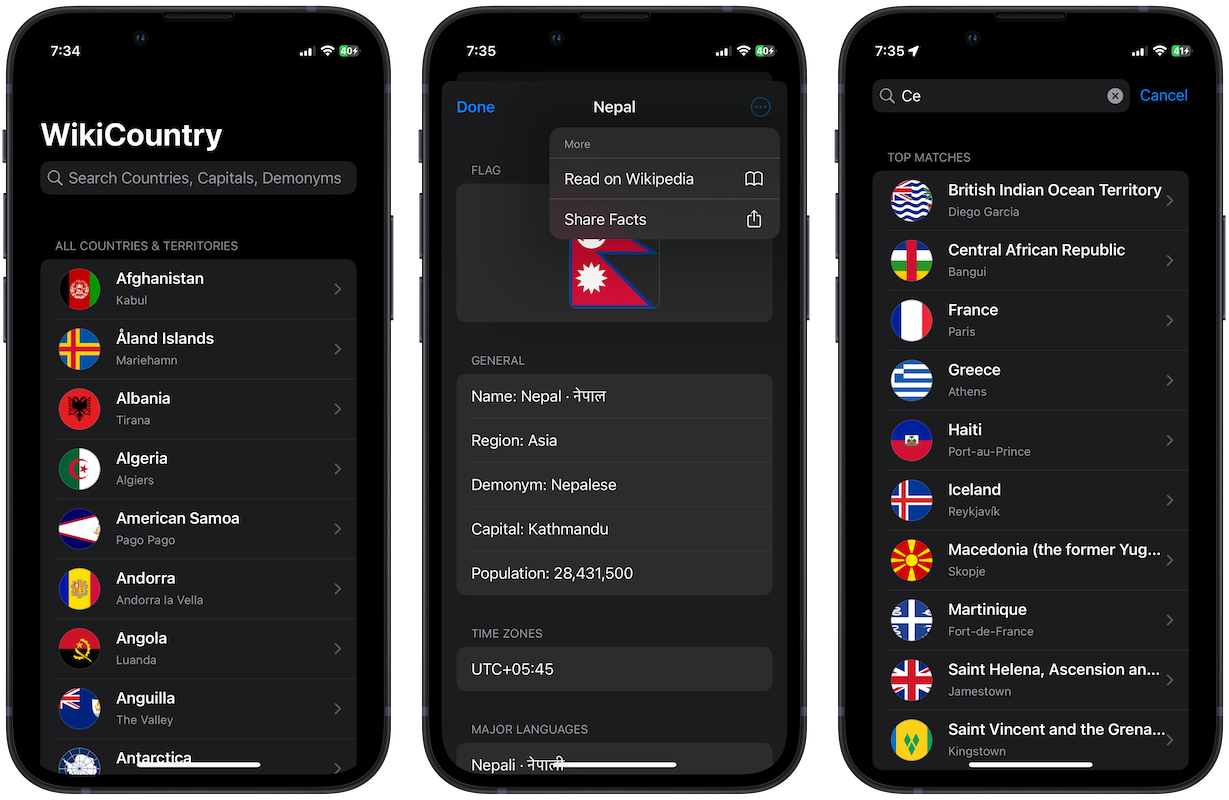 7:34
40
WikiCountry
Search Countries, Capitals, Demonyms
ALL COUNTRIES & TERRITORIES
Afghanistan
Kabul
Åland Islands
Mariehamn
Albania
Tirana
Algeria
Algiers
American Samoa
Pago Pago
Andorra
Andorra la Vella
Angola
Luanda
Anguilla
The Valley
Antarctica
7:35
40
Done
Nepal
More
Read on Wikipedia
Share Facts
FLAG
GENERAL
Name: Nepal · नेपाल
Region: Asia
Demonym: Nepalese
Capital: Kathmandu
Population: 28,431,500
TIME ZONES
UTC+05:45
MAJOR LANGUAGES
Nepali · नेपाली
7:35
41
Ce
Cancel
TOP MATCHES
British Indian Ocean Territory
Diego Garcia
Central African Republic
Bangui
France
Paris
Greece
Athens
Haiti
Port-au-Prince
Iceland
Reykjavík
Macedonia (the former Yug...
Skopje
Martinique
Fort-de-France
Saint Helena, Ascension an...
Jamestown
Saint Vincent and the Grena...
Kingstown